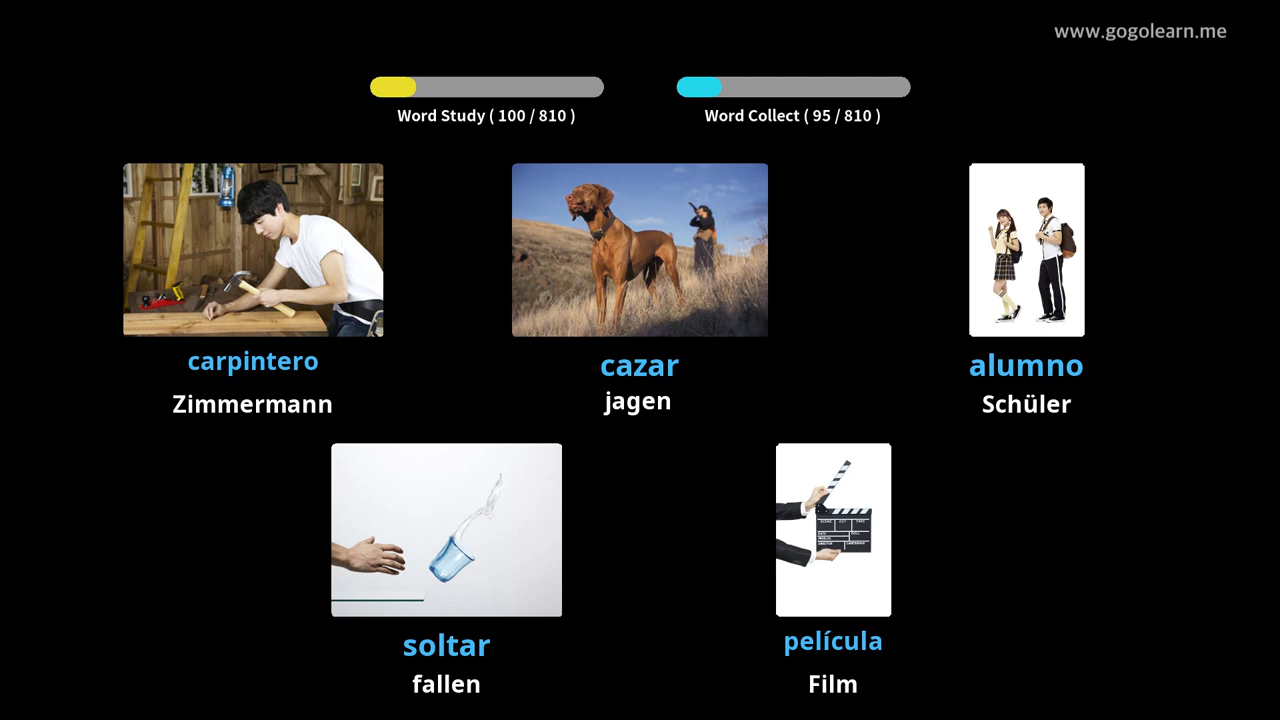 www.gogolearn.me
Word Study ( 100 / 810 )
Word Collect ( 95 / 810 )
carpintero
Zimmermann
cazar
jagen
alumno
Schüler
soltar
fallen
película
Film